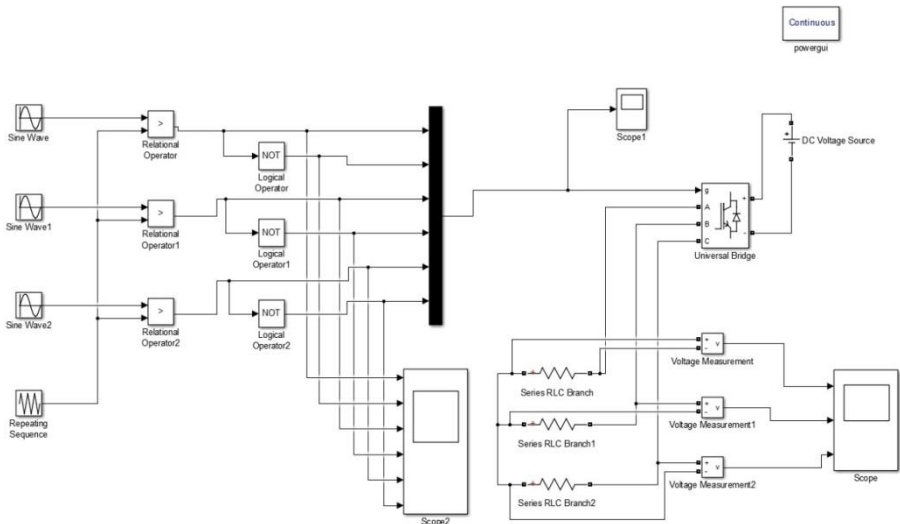 Continuous
powergui
Sine Wave
>
Relational
Operator
NOT
Logical
Operator
Scope1
+
DC Voltage Source
g
A
B
C
+
-
Universal Bridge
Sine Wave1
>
Relational
Operator1
NOT
Logical
Operator1
Sine Wave2
>
Relational
Operator2
NOT
Logical
Operator2
Repeating
Sequence
Scope2
+
Series RLC Branch
+
Series RLC Branch1
+
Series RLC Branch2
+
-
v
Voltage Measurement
+
-
v
Voltage Measurement1
+
-
v
Voltage Measurement2
Scope